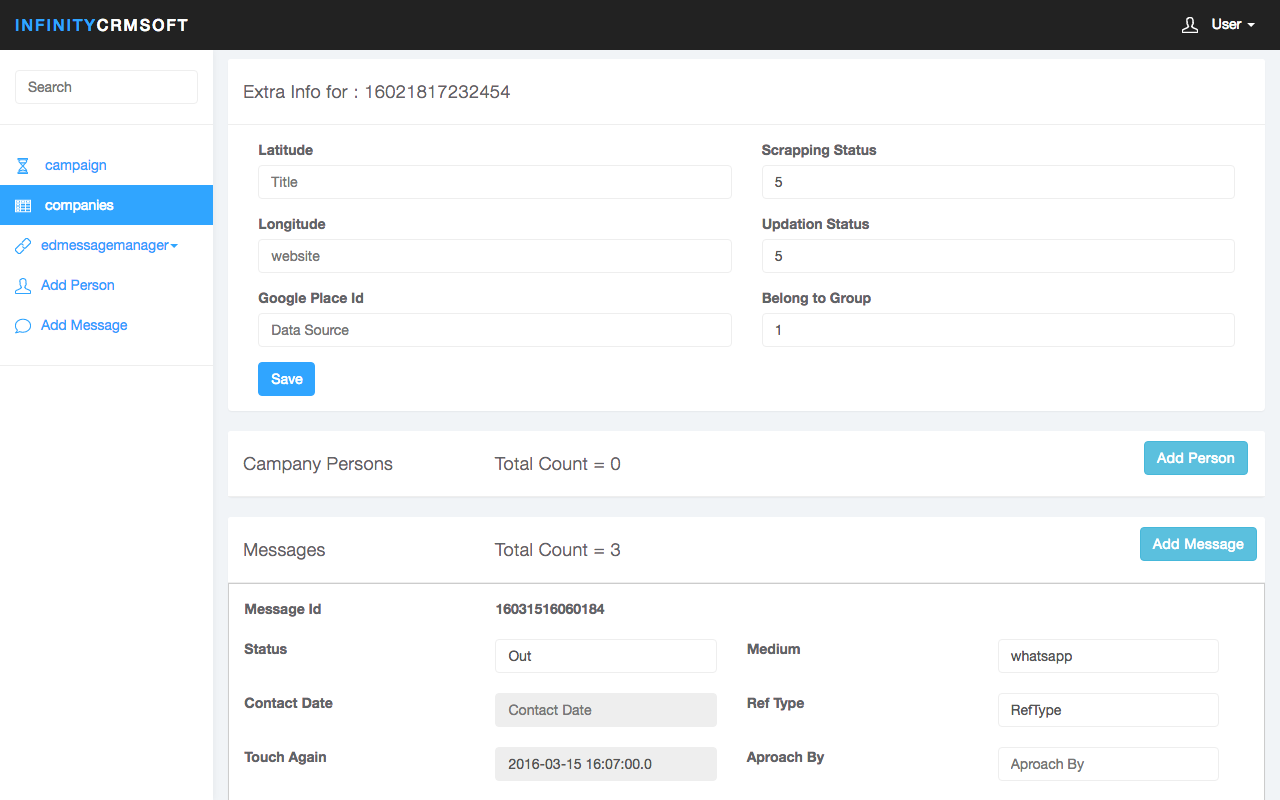 INFINITYCRMSOFT
User
Search
campaign
companies
edmessagemanager
Add Person
Add Message
Extra Info for : 16021817232454
Latitude
Scrapping Status
Title
5
Longitude
Updation Status
website
5
Google Place Id
Belong to Group
Data Source
1
Save
Campany Persons
Total Count = 0
Add Person
Messages
Total Count = 3
Add Message
Message Id
16031516060184
Status
Out
Medium
whatsapp
Contact Date
Contact Date
Ref Type
RefType
Touch Again
2016-03-15 16:07:00.0
Aproach By
Aproach By